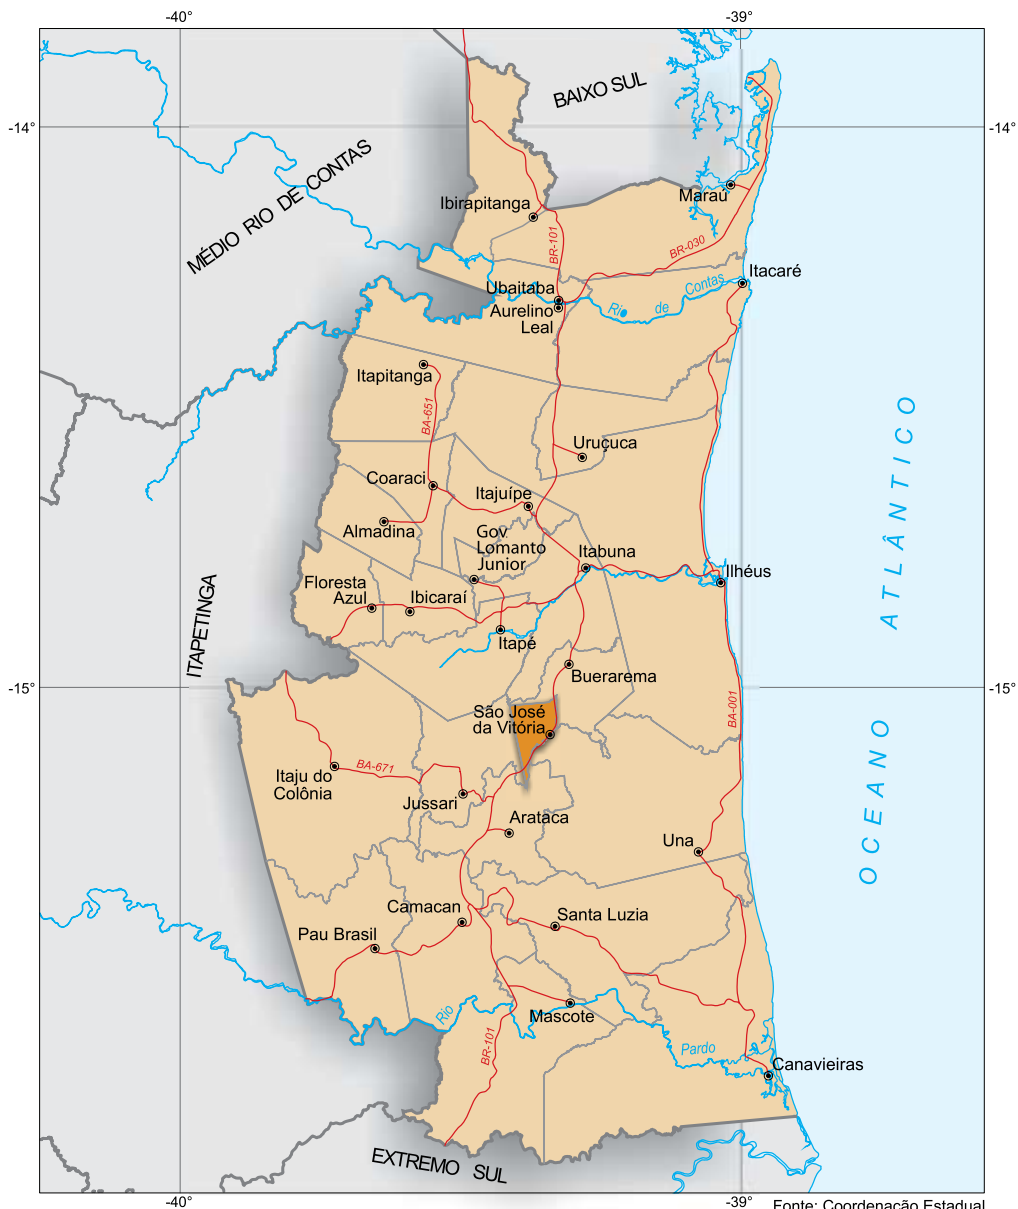 -40°
-39°
BAIXO SUL
-14°
-14°
MÉDIO RIO DE CONTAS
Ibirapitanga
Maraú
BR-101
BR-030
Itacaré
Ubaitaba
Aurelino
Leal
Rio de Contas
Itapitanga
BA-651
Uruçuca
Coaraci
Itajuípe
Almadina
Gov.
Lomanto
Junior
Itabuna
Ilhéus
Floresta
Azul
Ibicaraí
Itapé
ITAPETINGA
Buerarema
-15°
-15°
São José
da Vitória
BA-001
OCEANO ATLÂNTICO
Itaju do
Colônia
BA-671
Jussari
Arataca
Una
Camacan
Santa Luzia
Pau Brasil
Rio
Mascote
BR-101
Pardo
Canavieiras
EXTREMO SUL
-40°
-39°
Fonte: Coordenação Estadual